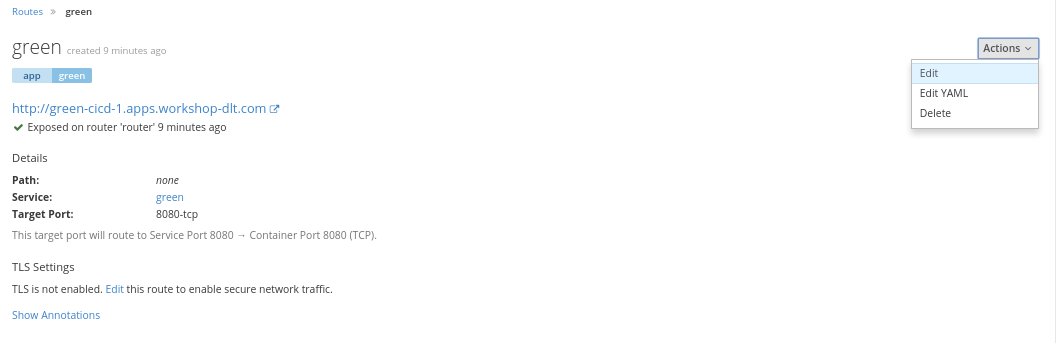 Routes » green
green created 9 minutes ago
Actions
app green
Edit
Edit YAML
Delete
http://green-cicd-1.apps.workshop-dlt.com
Exposed on router 'router' 9 minutes ago
Details
Path: none
Service: green
Target Port: 8080-tcp
This target port will route to Service Port 8080 → Container Port 8080 (TCP).
TLS Settings
TLS is not enabled. Edit this route to enable secure network traffic.
Show Annotations